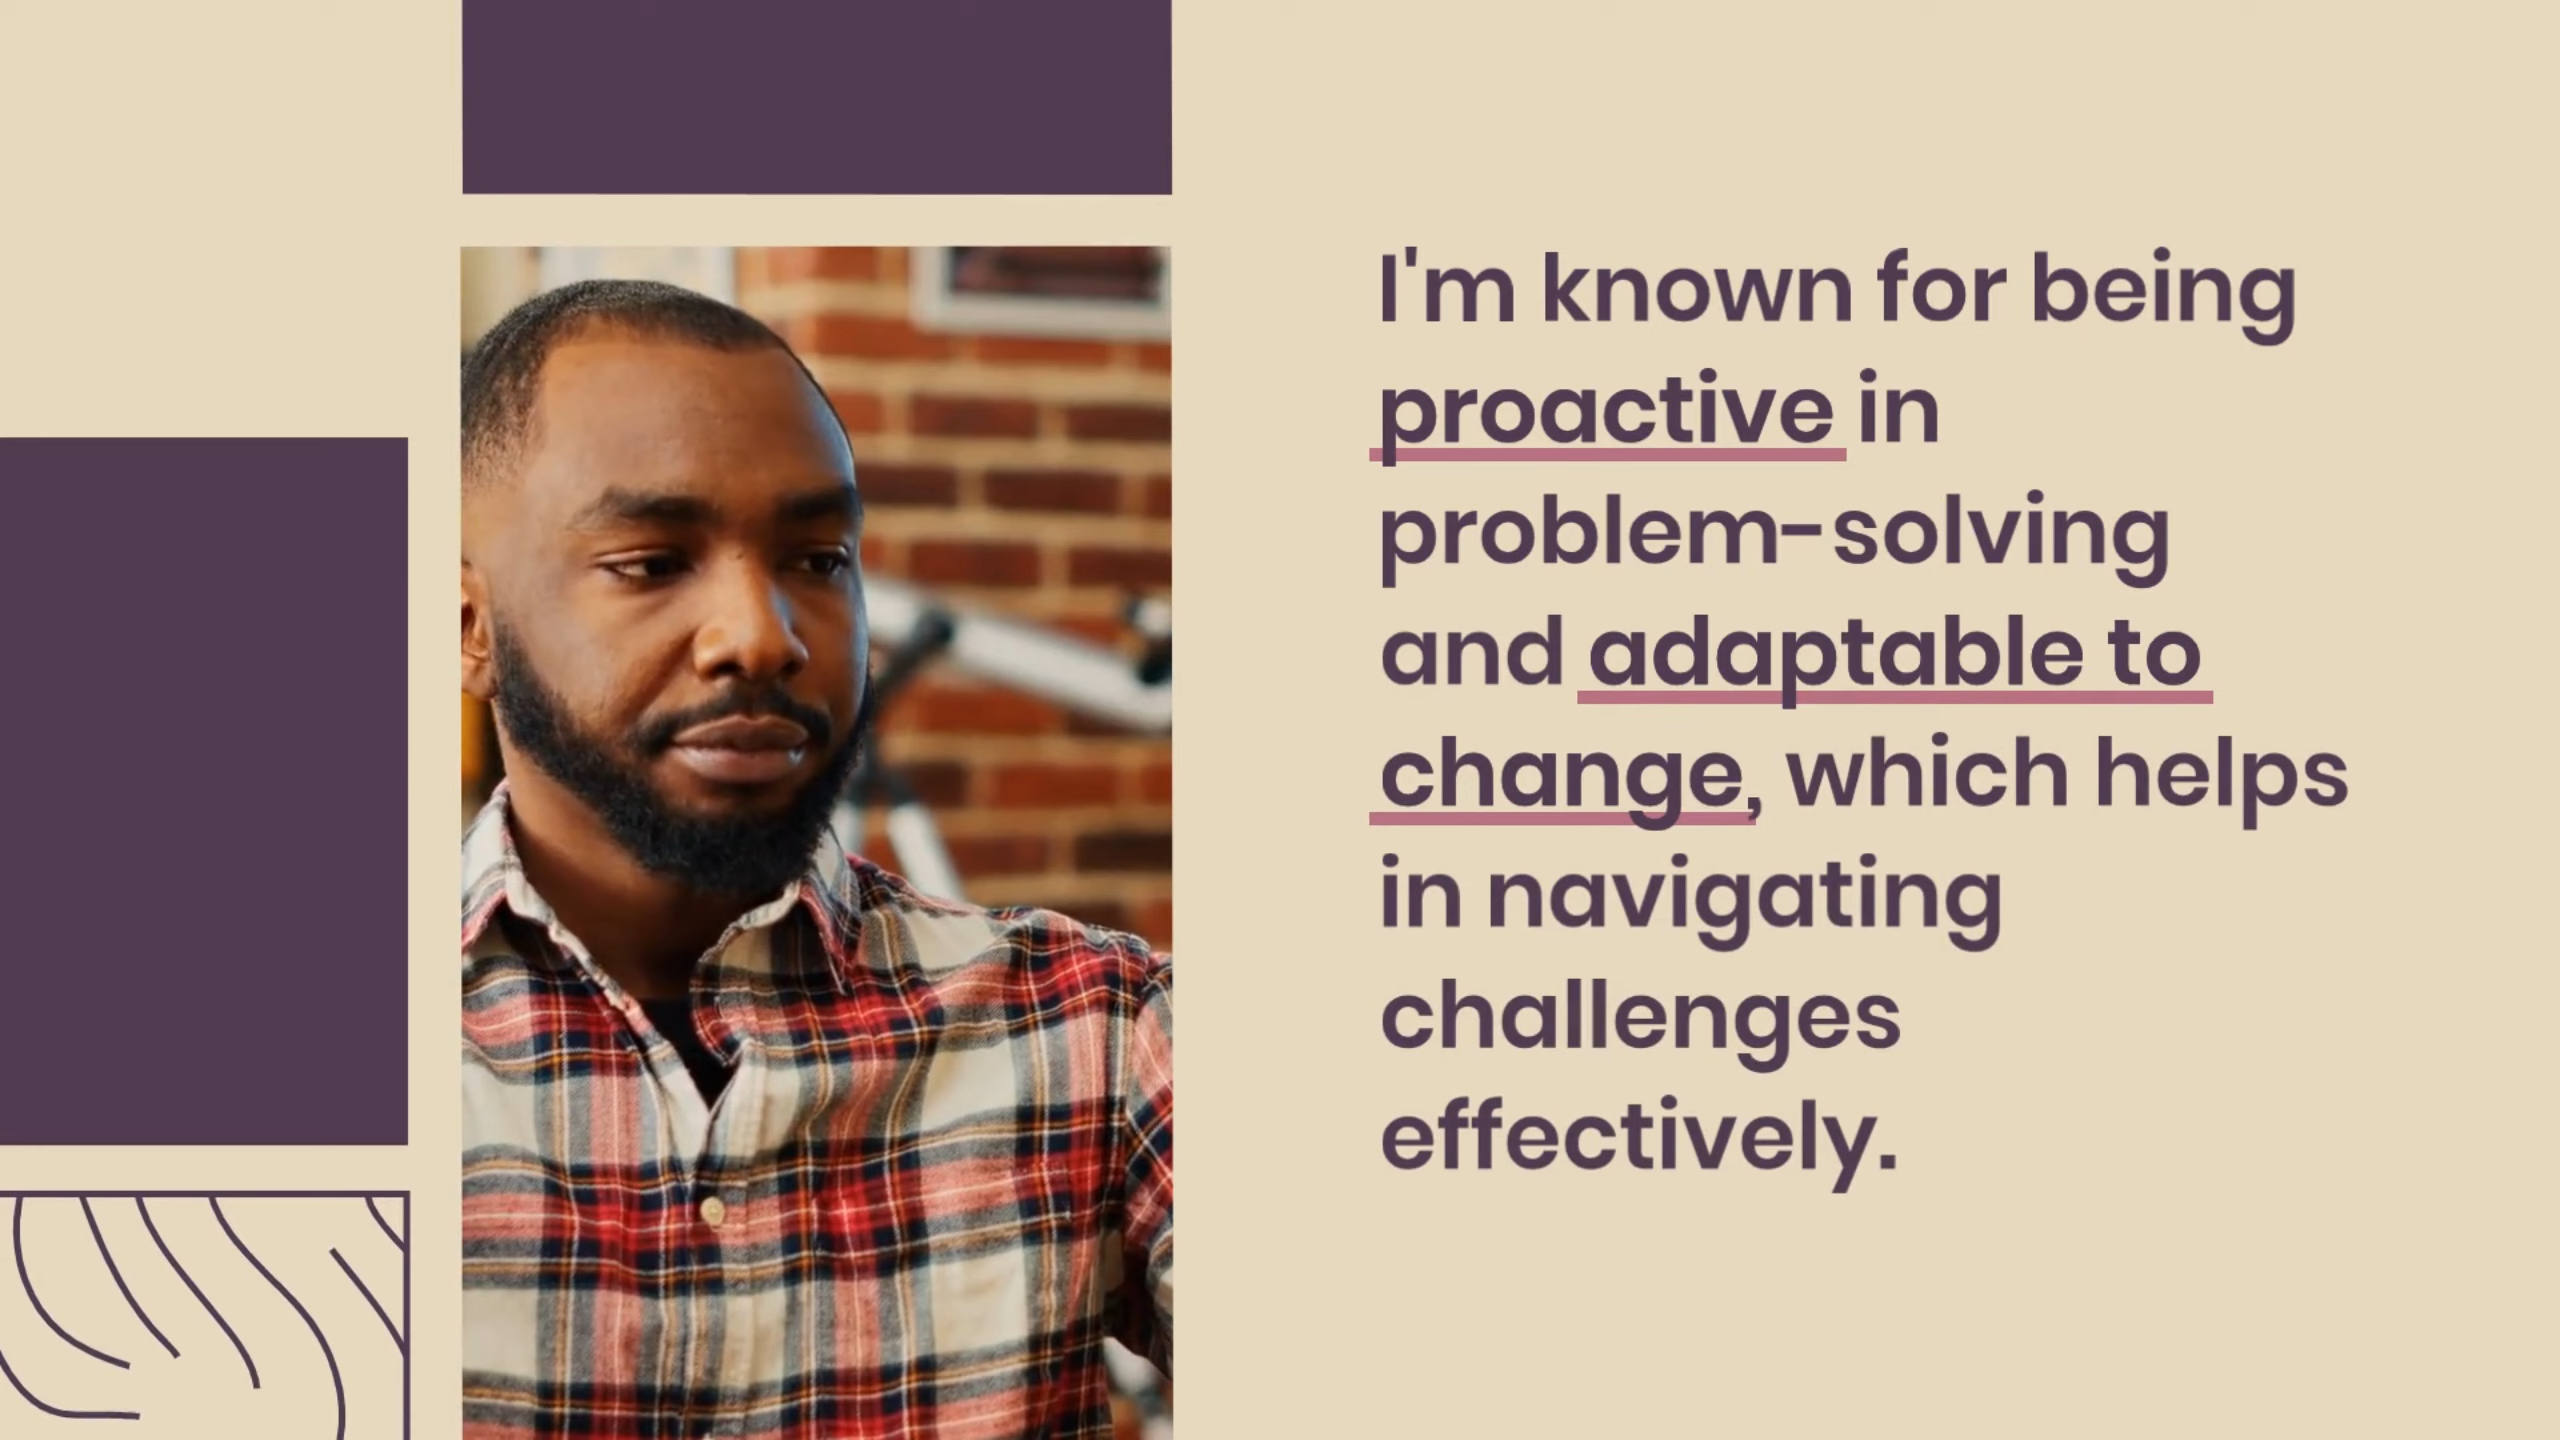 I'm known for being
proactive in
problem-solving
and adaptable to
change, which helps
in navigating
challenges
effectively.